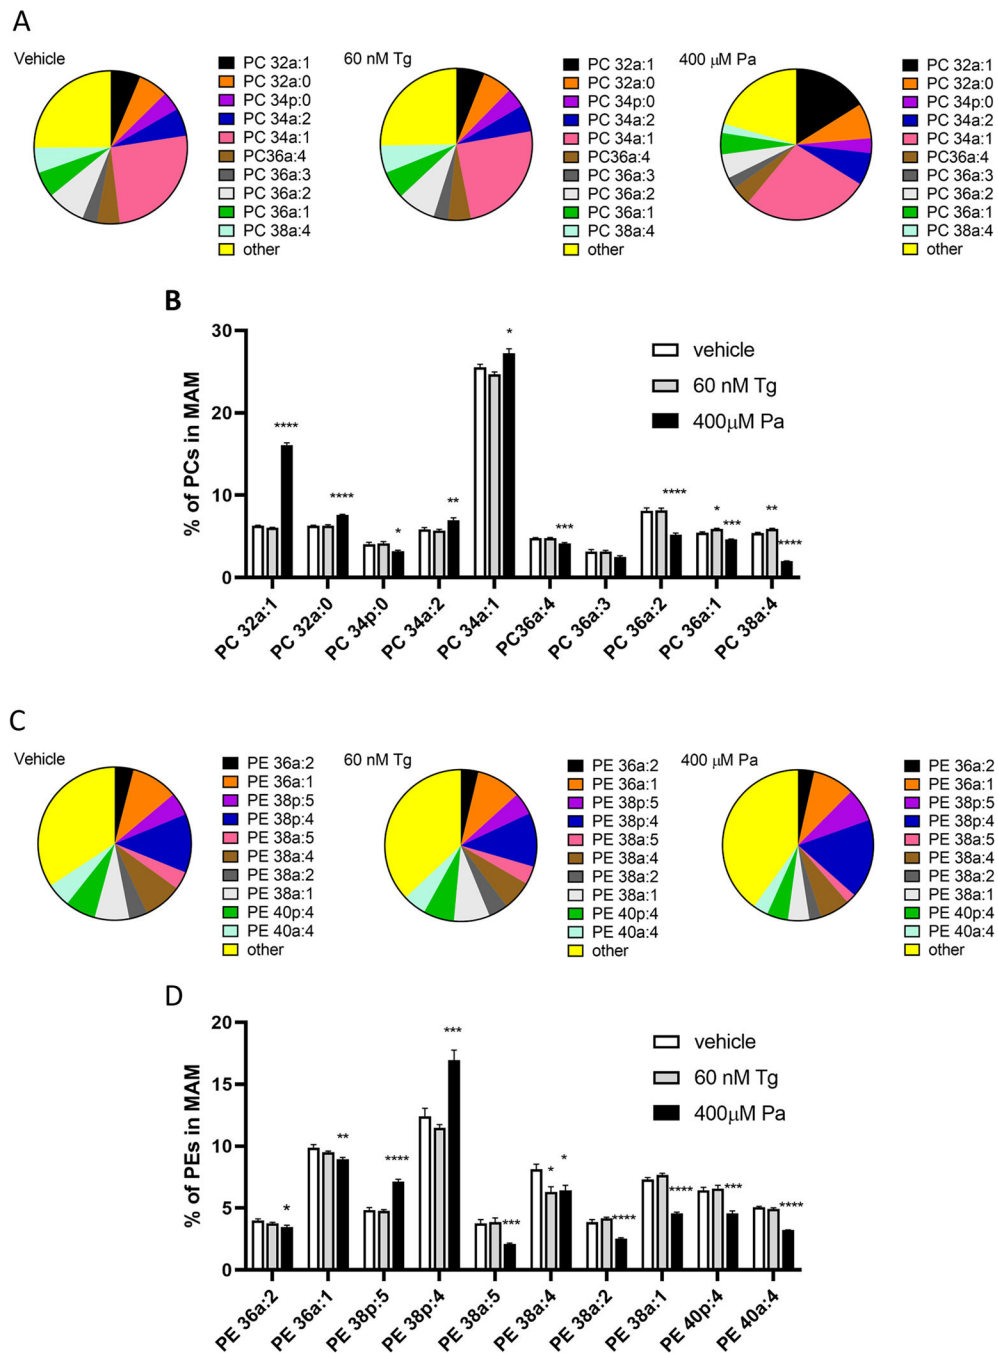 A
Vehicle
PC 32a:1
PC 32a:0
PC 34p:0
PC 34a:2
PC 34a:1
PC36a:4
PC 36a:3
PC 36a:2
PC 36a:1
PC 38a:4
other
60 nM Tg
PC 32a:1
PC 32a:0
PC 34p:0
PC 34a:2
PC 34a:1
PC36a:4
PC 36a:3
PC 36a:2
PC 36a:1
PC 38a:4
other
400 μM Pa
PC 32a:1
PC 32a:0
PC 34p:0
PC 34a:2
PC 34a:1
PC36a:4
PC 36a:3
PC 36a:2
PC 36a:1
PC 38a:4
other
B
% of PCs in MAM
30
20
10
0
**** **** * ** * *** **** * *** ** ****
vehicle
60 nM Tg
400μM Pa
PC 32a:1
PC 32a:0
PC 34p:0
PC 34a:2
PC 34a:1
PC36a:4
PC 36a:3
PC 36a:2
PC 36a:1
PC 38a:4
C
Vehicle
PE 36a:2
PE 36a:1
PE 38p:5
PE 38p:4
PE 38a:5
PE 38a:4
PE 38a:2
PE 38a:1
PE 40p:4
PE 40a:4
other
60 nM Tg
PE 36a:2
PE 36a:1
PE 38p:5
PE 38p:4
PE 38a:5
PE 38a:4
PE 38a:2
PE 38a:1
PE 40p:4
PE 40a:4
other
400 μM Pa
PE 36a:2
PE 36a:1
PE 38p:5
PE 38p:4
PE 38a:5
PE 38a:4
PE 38a:2
PE 38a:1
PE 40p:4
PE 40a:4
other
D
% of PEs in MAM
20
15
10
5
0
* ** **** *** *** * * **** **** *** ****
vehicle
60 nM Tg
400μM Pa
PE 36a:2
PE 36a:1
PE 38p:5
PE 38p:4
PE 38a:5
PE 38a:4
PE 38a:2
PE 38a:1
PE 40p:4
PE 40a:4